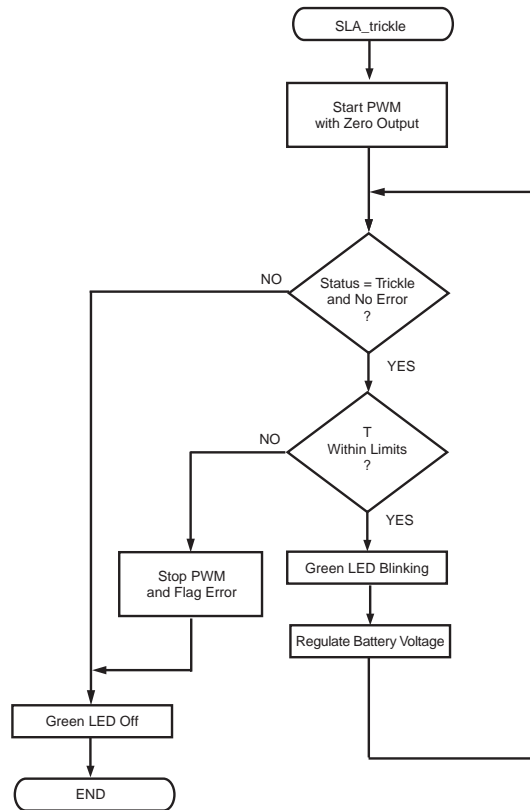 SLA_trickle
Start PWM
with Zero Output
NO
Status = Trickle
and No Error
?
YES
NO
T
Within Limits
?
YES
Stop PWM
and Flag Error
Green LED Blinking
Regulate Battery Voltage
Green LED Off
END